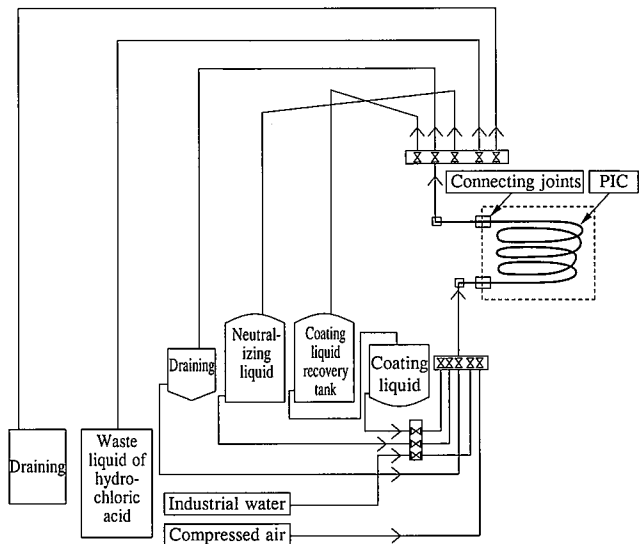 Connecting joints
PIC
Neutral-
izing
liquid
Coating
liquid
recovery
tank
Draining
Coating
liquid
Draining
Waste
liquid of
hydro-
chloric
acid
Industrial water
Compressed air